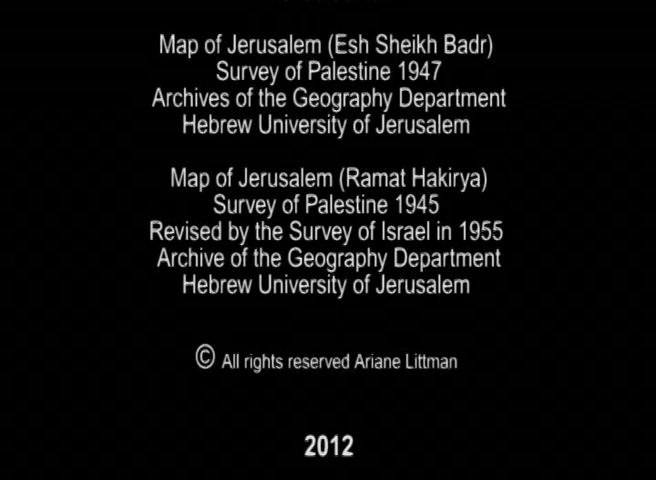 Map of Jerusalem (Esh Sheikh Badr)
Survey of Palestine 1947
Archives of the Geography Department
Hebrew University of Jerusalem
Map of Jerusalem (Ramat Hakirya)
Survey of Palestine 1945
Revised by the Survey of Israel in 1955
Archive of the Geography Department
Hebrew University of Jerusalem
© All rights reserved Ariane Littman
2012